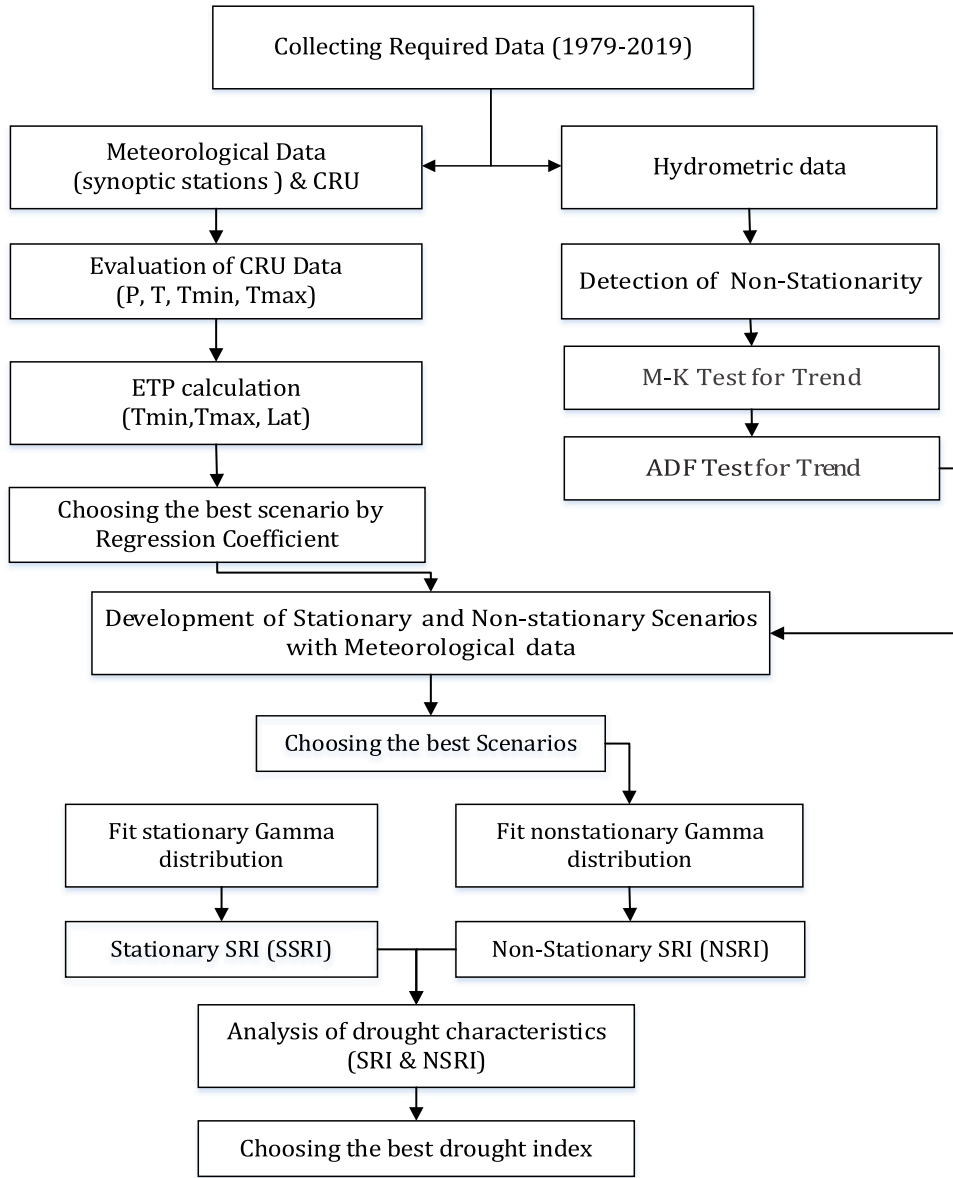 Collecting Required Data (1979-2019)
Meteorological Data
(synoptic stations ) & CRU
Hydrometric data
Evaluation of CRU Data
(P, T, Tmin, Tmax)
Detection of Non-Stationarity
ETP calculation
(Tmin,Tmax, Lat)
M-K Test for Trend
ADF Test for Trend
Choosing the best scenario by
Regression Coefficient
Development of Stationary and Non-stationary Scenarios
with Meteorological data
Choosing the best Scenarios
Fit stationary Gamma
distribution
Fit nonstationary Gamma
distribution
Stationary SRI (SSRI)
Non-Stationary SRI (NSRI)
Analysis of drought characteristics
(SRI & NSRI)
Choosing the best drought index